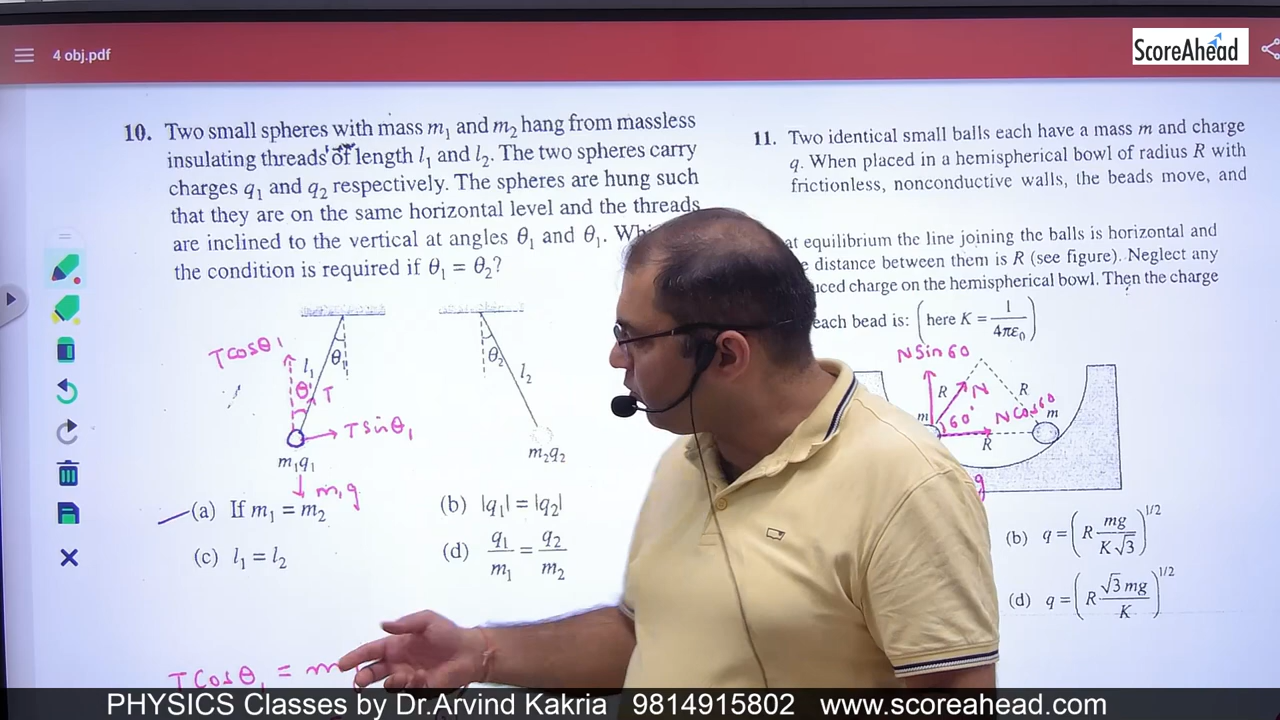 4 obj.pdf
ScoreAhead
10. Two small spheres with mass m₁ and m₂ hang from massless
insulating threads of length l₁ and l₂. The two spheres carry
charges q₁ and q₂ respectively. The spheres are hung such
that they are on the same horizontal level and the threads
are inclined to the vertical at angles θ₁ and θ₁.
the condition is required if θ₁ = θ₂?
Tcosθ₁
l₁
θ₁
θ
T
Tsinθ₁
m₁q₁
m₁g
θ₂
l₂
m₂q₂
(a) If m₁ = m₂
(b) |q₁| = |q₂|
(c) l₁ = l₂
(d) q₁/m₁ = q₂/m₂
Tcosθ₁ =
11. Two identical small balls each have a mass m and charge
q. When placed in a hemispherical bowl of radius R with
frictionless, nonconductive walls, the beads move, and
at equilibrium the line joining the balls is horizontal and
distance between them is R (see figure). Neglect any
charge on the hemispherical bowl. Then the charge
each bead is: (here K = 1/4πε₀)
NSin60
R
N
R
m
60°
NCos60
m
R
g
(b) q = (R mg/K√3)^1/2
(d) q = (R √3 mg/K)^1/2
PHYSICS Classes by Dr.Arvind Kakria 9814915802 www.scoreahead.com